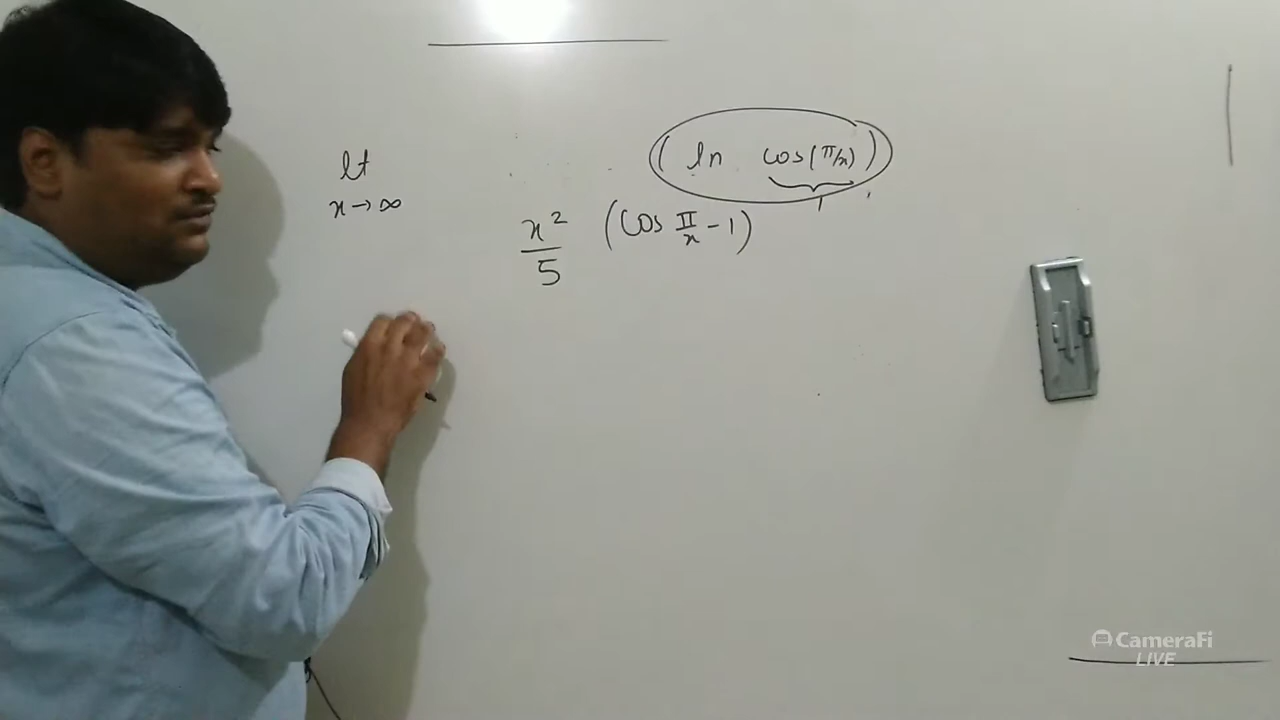 ( ln cos(π/x) )
lt
x→∞
x²/5 (cos π/x − 1)
CameraFi
LIVE